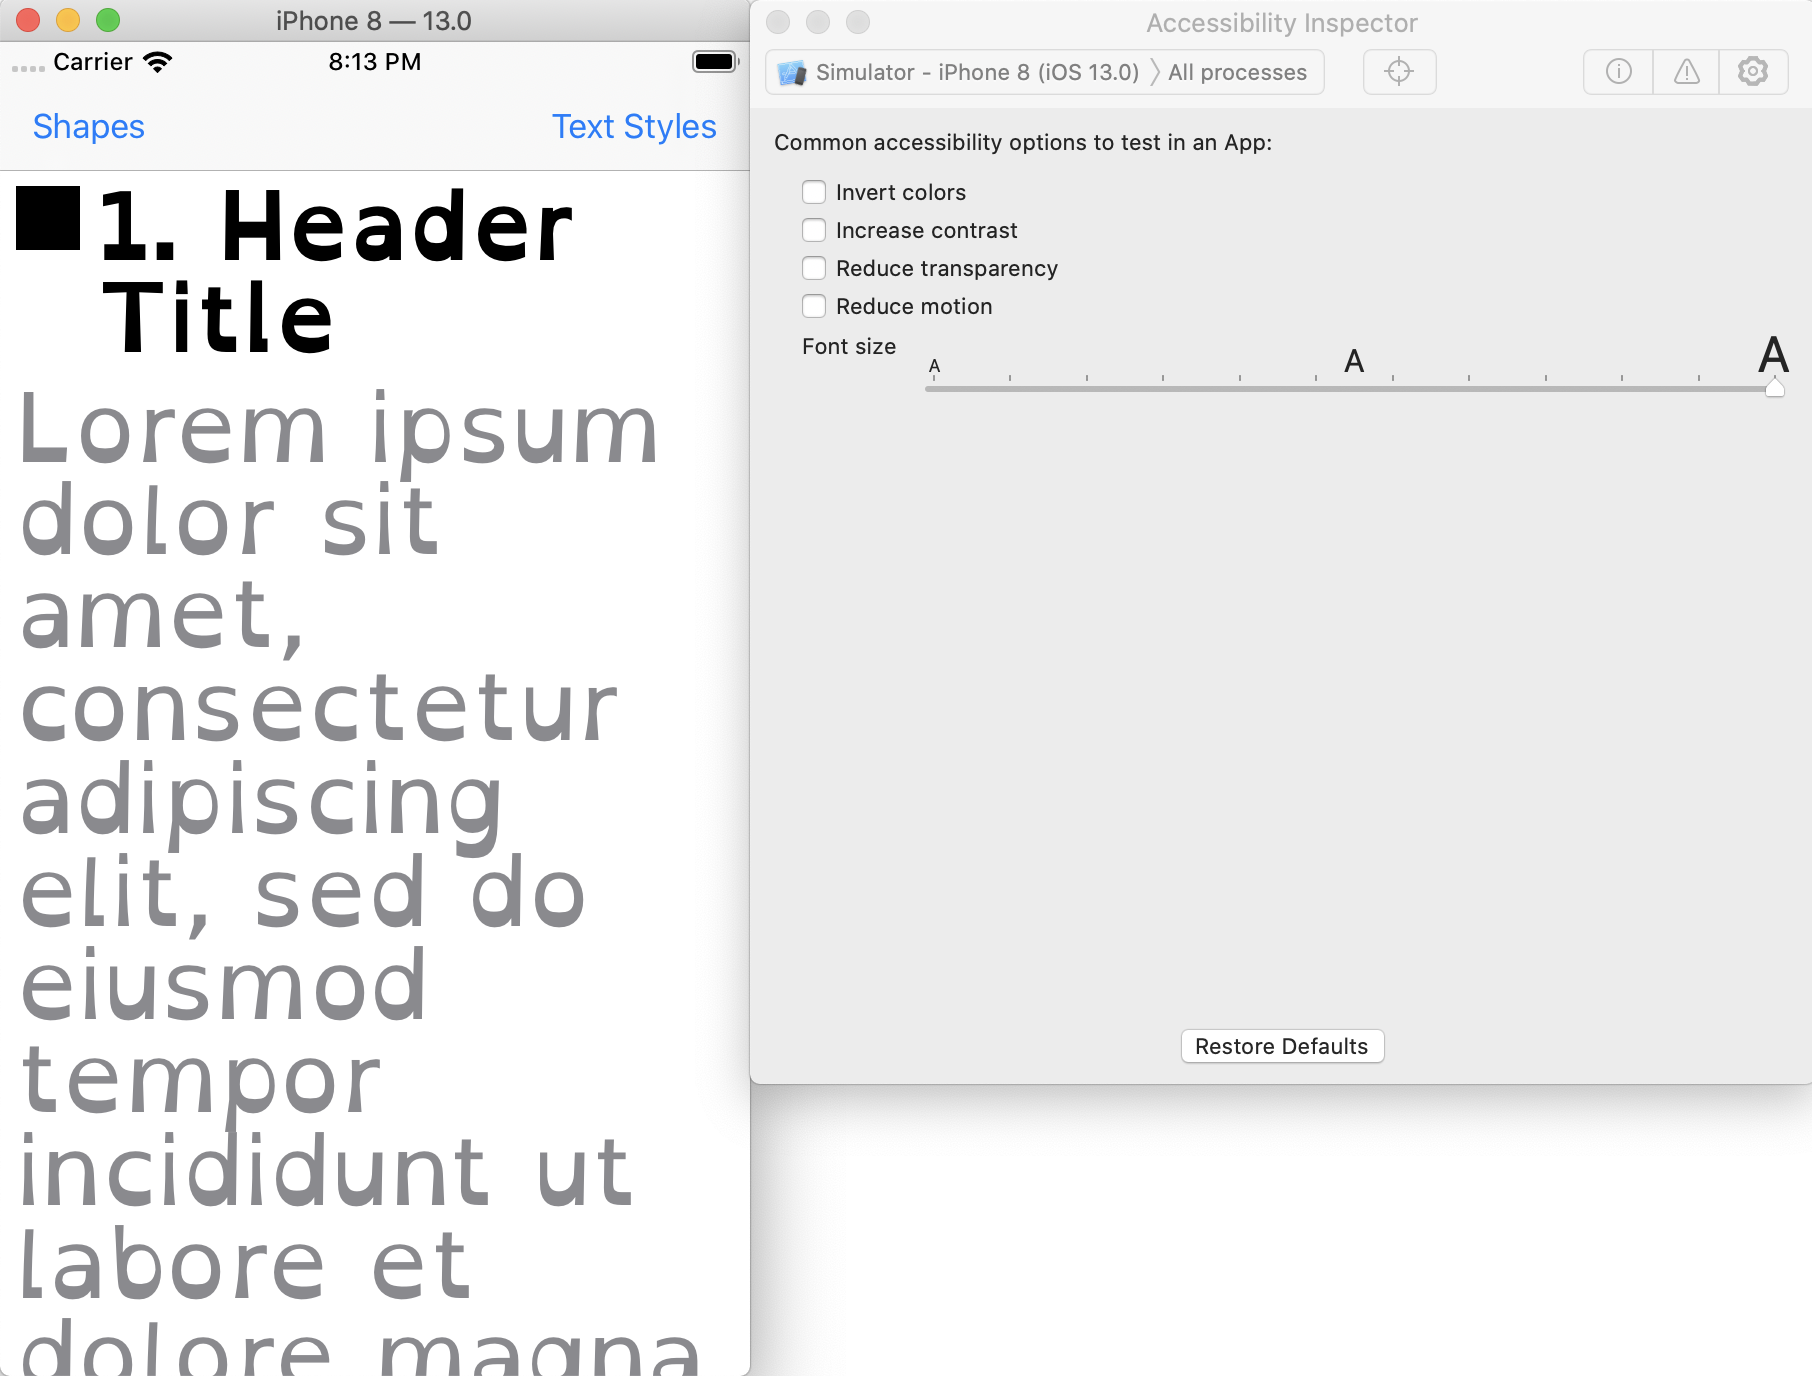 iPhone 8 — 13.0
Carrier
8:13 PM
Shapes
Text Styles
1. Header
Title
Lorem ipsum
dolor sit
amet,
consectetur
adipiscing
elit, sed do
eiusmod
tempor
incididunt ut
labore et
dolore magna
Accessibility Inspector
Simulator - iPhone 8 (iOS 13.0) 〉All processes
Common accessibility options to test in an App:
Invert colors
Increase contrast
Reduce transparency
Reduce motion
Font size
A A A
Restore Defaults